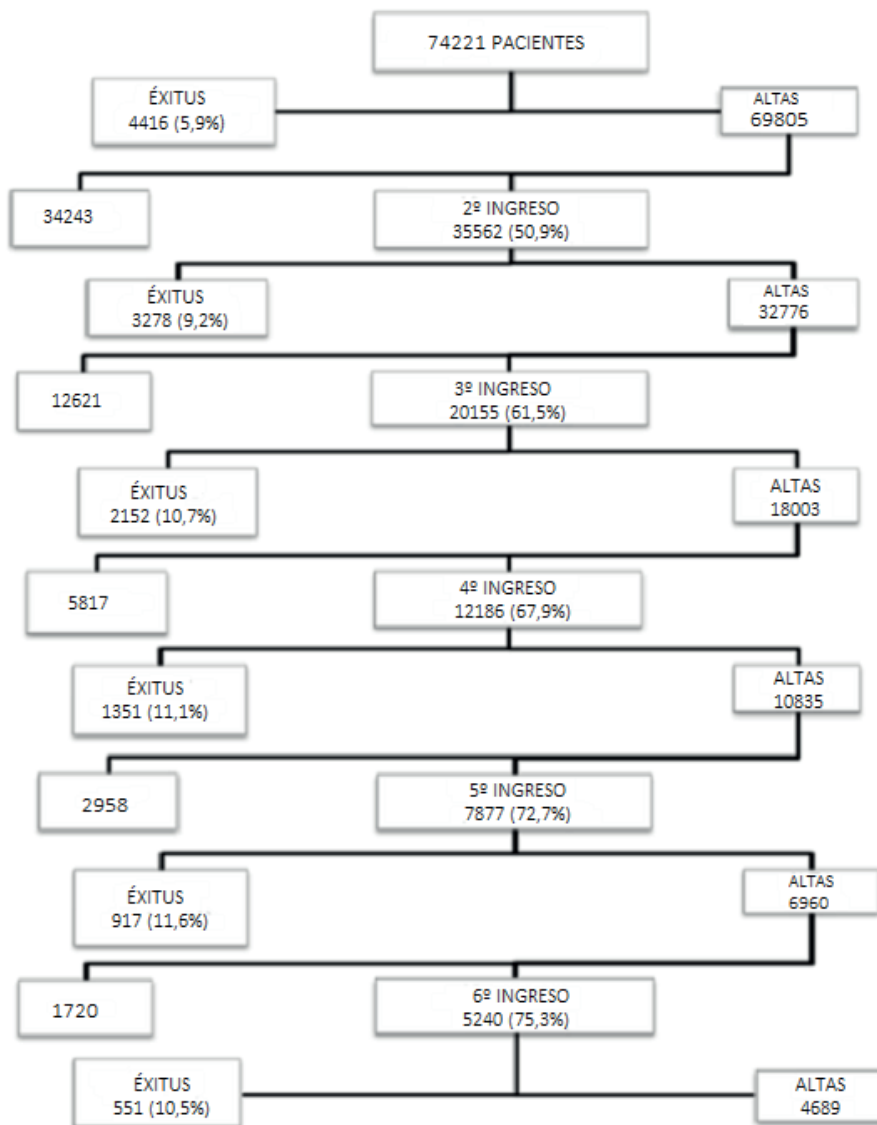 74221 PACIENTES
ÉXITUS
4416 (5,9%)
ALTAS
69805
34243
2º INGRESO
35562 (50,9%)
ÉXITUS
3278 (9,2%)
ALTAS
32776
12621
3º INGRESO
20155 (61,5%)
ÉXITUS
2152 (10,7%)
ALTAS
18003
5817
4º INGRESO
12186 (67,9%)
ÉXITUS
1351 (11,1%)
ALTAS
10835
2958
5º INGRESO
7877 (72,7%)
ÉXITUS
917 (11,6%)
ALTAS
6960
1720
6º INGRESO
5240 (75,3%)
ÉXITUS
551 (10,5%)
ALTAS
4689